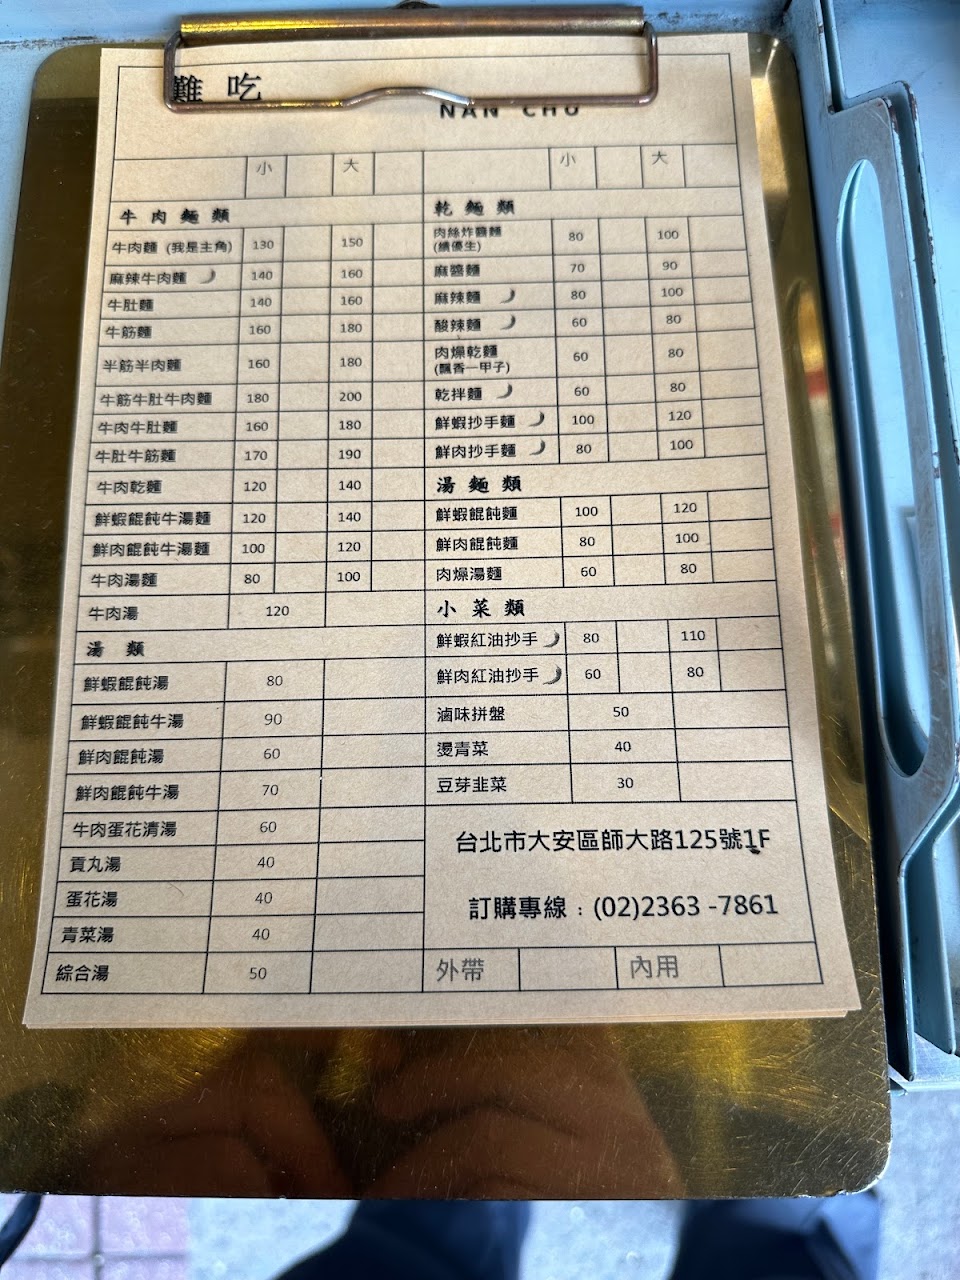 難吃
NAN CHU
小 大
牛肉麵類
牛肉麵 (我是主角) 130 150
麻辣牛肉麵 140 160
牛肚麵 140 160
牛筋麵 160 180
半筋半肉麵 160 180
牛筋牛肚牛肉麵 180 200
牛肉牛肚麵 160 180
牛肚牛筋麵 170 190
牛肉乾麵 120 140
鮮蝦餛飩牛湯麵 120 140
鮮肉餛飩牛湯麵 100 120
牛肉湯麵 80 100
牛肉湯 120
湯類
鮮蝦餛飩湯 80
鮮蝦餛飩牛湯 90
鮮肉餛飩湯 60
鮮肉餛飩牛湯 70
牛肉蛋花清湯 60
貢丸湯 40
蛋花湯 40
青菜湯 40
綜合湯 50
小 大
乾麵類
肉絲炸醬麵 80 100
(績優生)
麻醬麵 70 90
麻辣麵 80 100
酸辣麵 60 80
肉燥乾麵 60 80
(飄香一甲子)
乾拌麵 60 80
鮮蝦抄手麵 100 120
鮮肉抄手麵 80 100
湯麵類
鮮蝦餛飩麵 100 120
鮮肉餛飩麵 80 100
肉燥湯麵 60 80
小菜類
鮮蝦紅油抄手 80 110
鮮肉紅油抄手 60 80
滷味拼盤 50
燙青菜 40
豆芽韭菜 30
台北市大安區師大路125號1F
訂購專線：(02)2363 -7861
外帶 內用